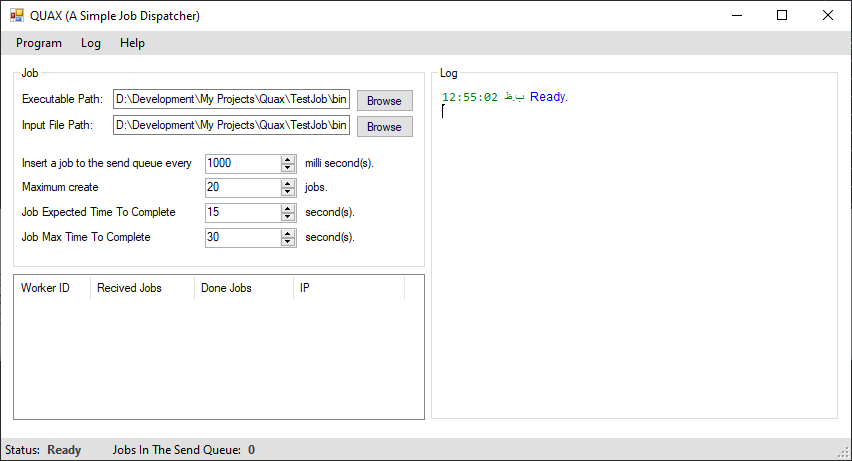 QUAX (A Simple Job Dispatcher)
Program Log Help
Job
Executable Path: D:\Development\My Projects\Quax\TestJob\bin Browse
Input File Path: D:\Development\My Projects\Quax\TestJob\bin Browse
Insert a job to the send queue every 1000 milli second(s).
Maximum create 20 jobs.
Job Expected Time To Complete 15 second(s).
Job Max Time To Complete 30 second(s).
Worker ID Recived Jobs Done Jobs IP
Log
12:55:02 ب.ظ Ready.
Status: Ready Jobs In The Send Queue: 0